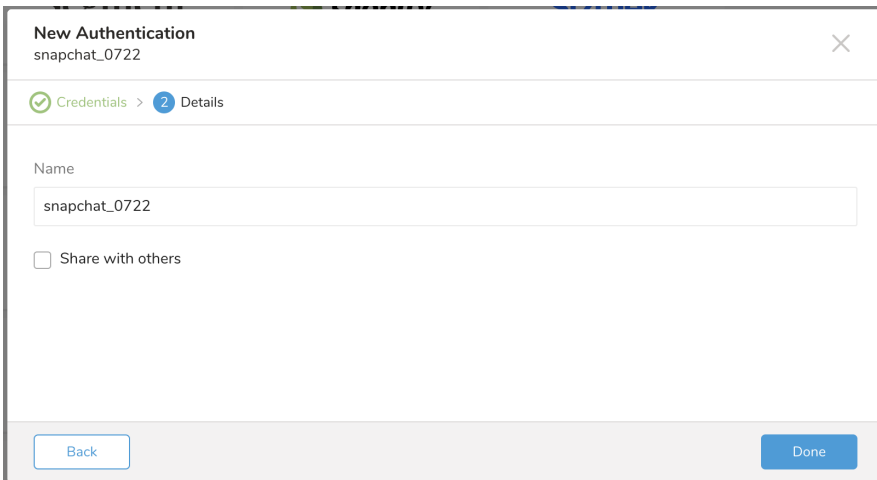 New Authentication
snapchat_0722
Credentials > 2 Details
Name
snapchat_0722
Share with others
Back
Done